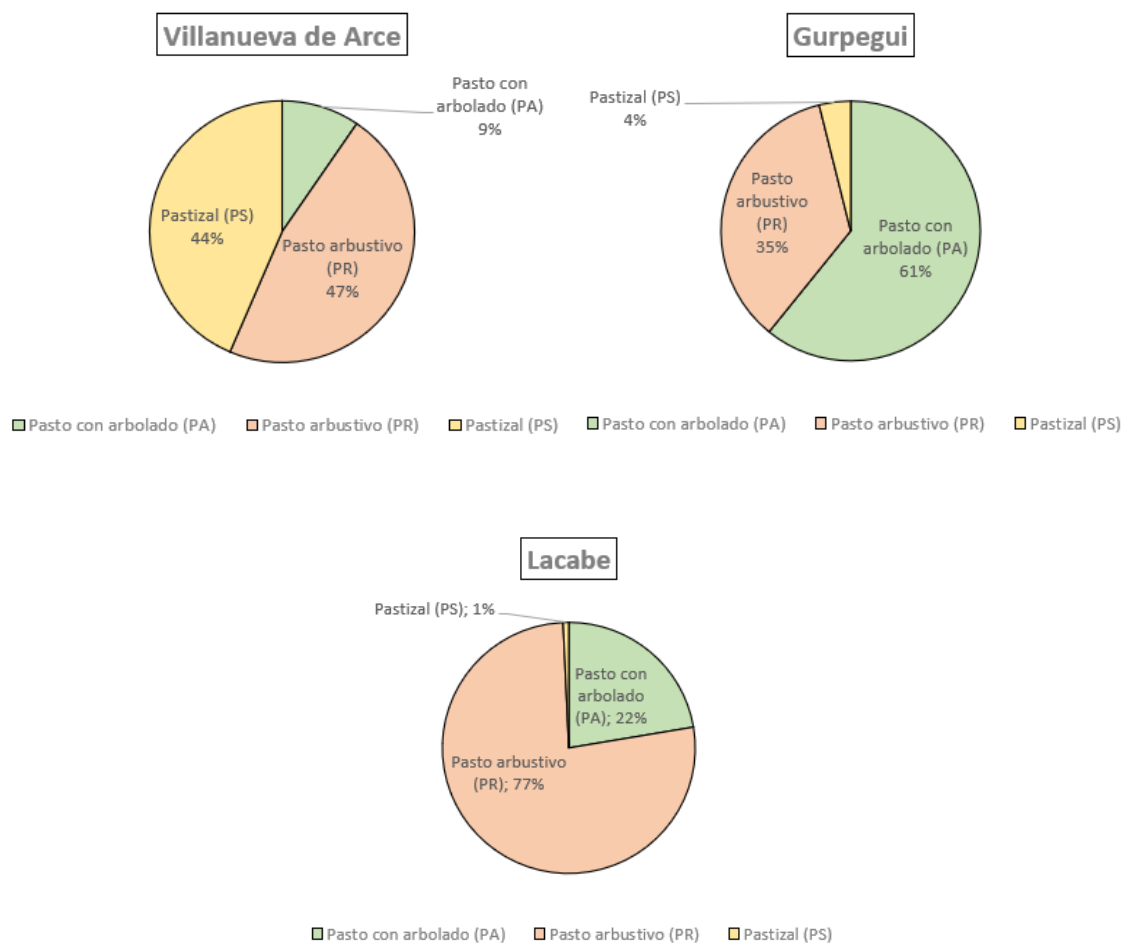 Villanueva de Arce
Pasto con
arbolado (PA)
9%
Pastizal (PS)
44%
Pasto arbustivo
(PR)
47%
Gurpegui
Pastizal (PS)
4%
Pasto
arbustivo
(PR)
35%
Pasto con
arbolado (PA)
61%
Pasto con arbolado (PA) Pasto arbustivo (PR) Pastizal (PS) Pasto con arbolado (PA) Pasto arbustivo (PR) Pastizal (PS)
Lacabe
Pastizal (PS); 1%
Pasto con
arbolado
(PA); 22%
Pasto arbustivo
(PR); 77%
Pasto con arbolado (PA) Pasto arbustivo (PR) Pastizal (PS)